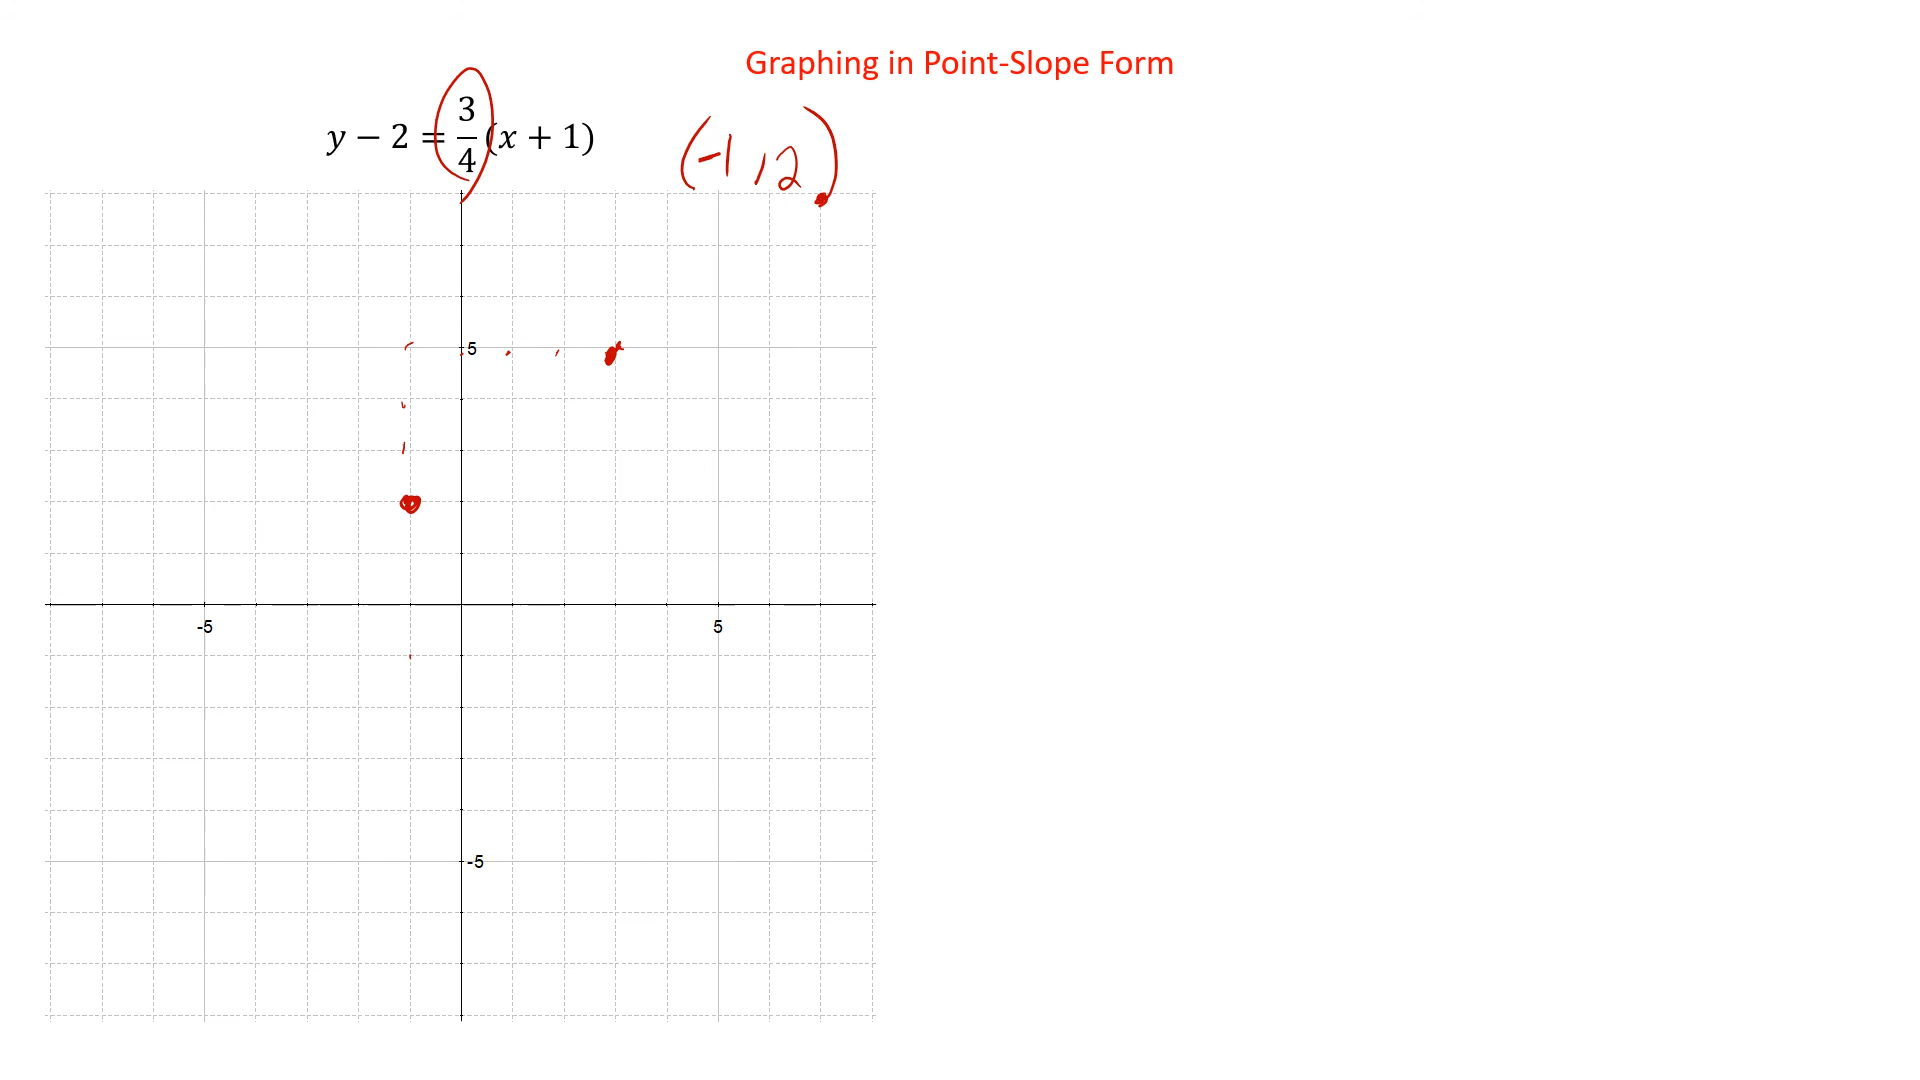 Graphing in Point-Slope Form
y − 2 = 3/4 (x + 1)
(-1, 2)
5
-5
5
-5